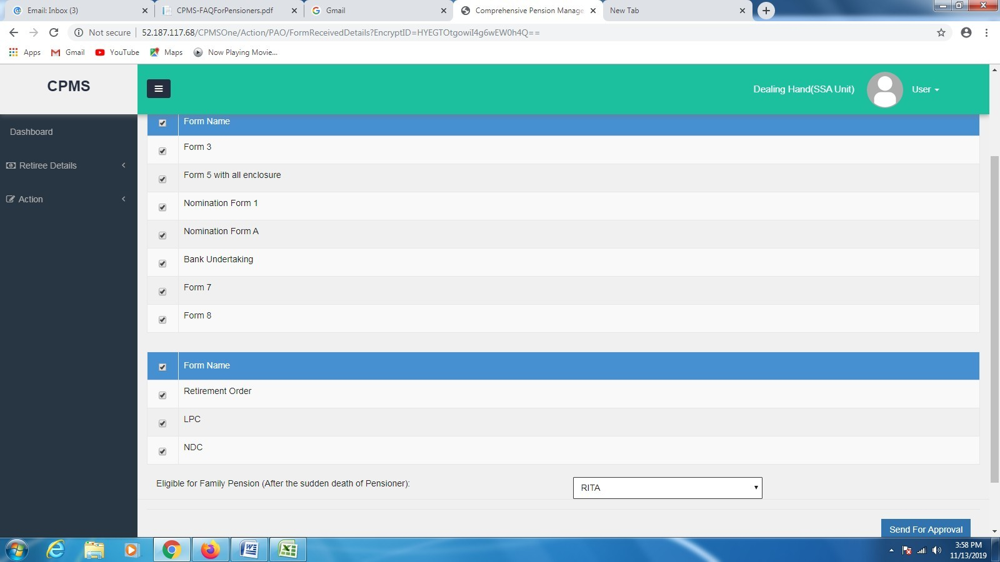 Email: Inbox (3)
CPMS-FAQForPensioners.pdf
Gmail
Comprehensive Pension Manage
New Tab
Not secure
52.187.117.68/CPMSOne/Action/PAO/FormReceivedDetails?EncryptID=HYEGTOtgowiI4g6wEW0h4Q==
Apps
Gmail
YouTube
Maps
Now Playing Movie...
CPMS
Dealing Hand(SSA Unit)
User
Dashboard
Retiree Details
Action
Form Name
Form 3
Form 5 with all enclosure
Nomination Form 1
Nomination Form A
Bank Undertaking
Form 7
Form 8
Form Name
Retirement Order
LPC
NDC
Eligible for Family Pension (After the sudden death of Pensioner):
RITA
Send For Approval
3:58 PM
11/13/2019